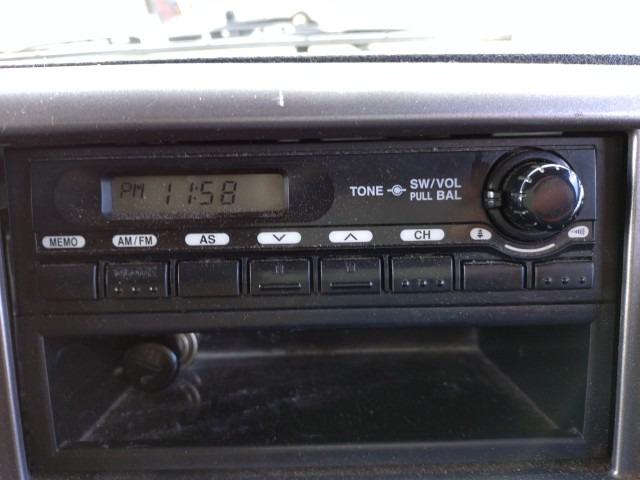 PM 11:58
TONE SW/VOL
PULL BAL
MEMO AM/FM AS CH